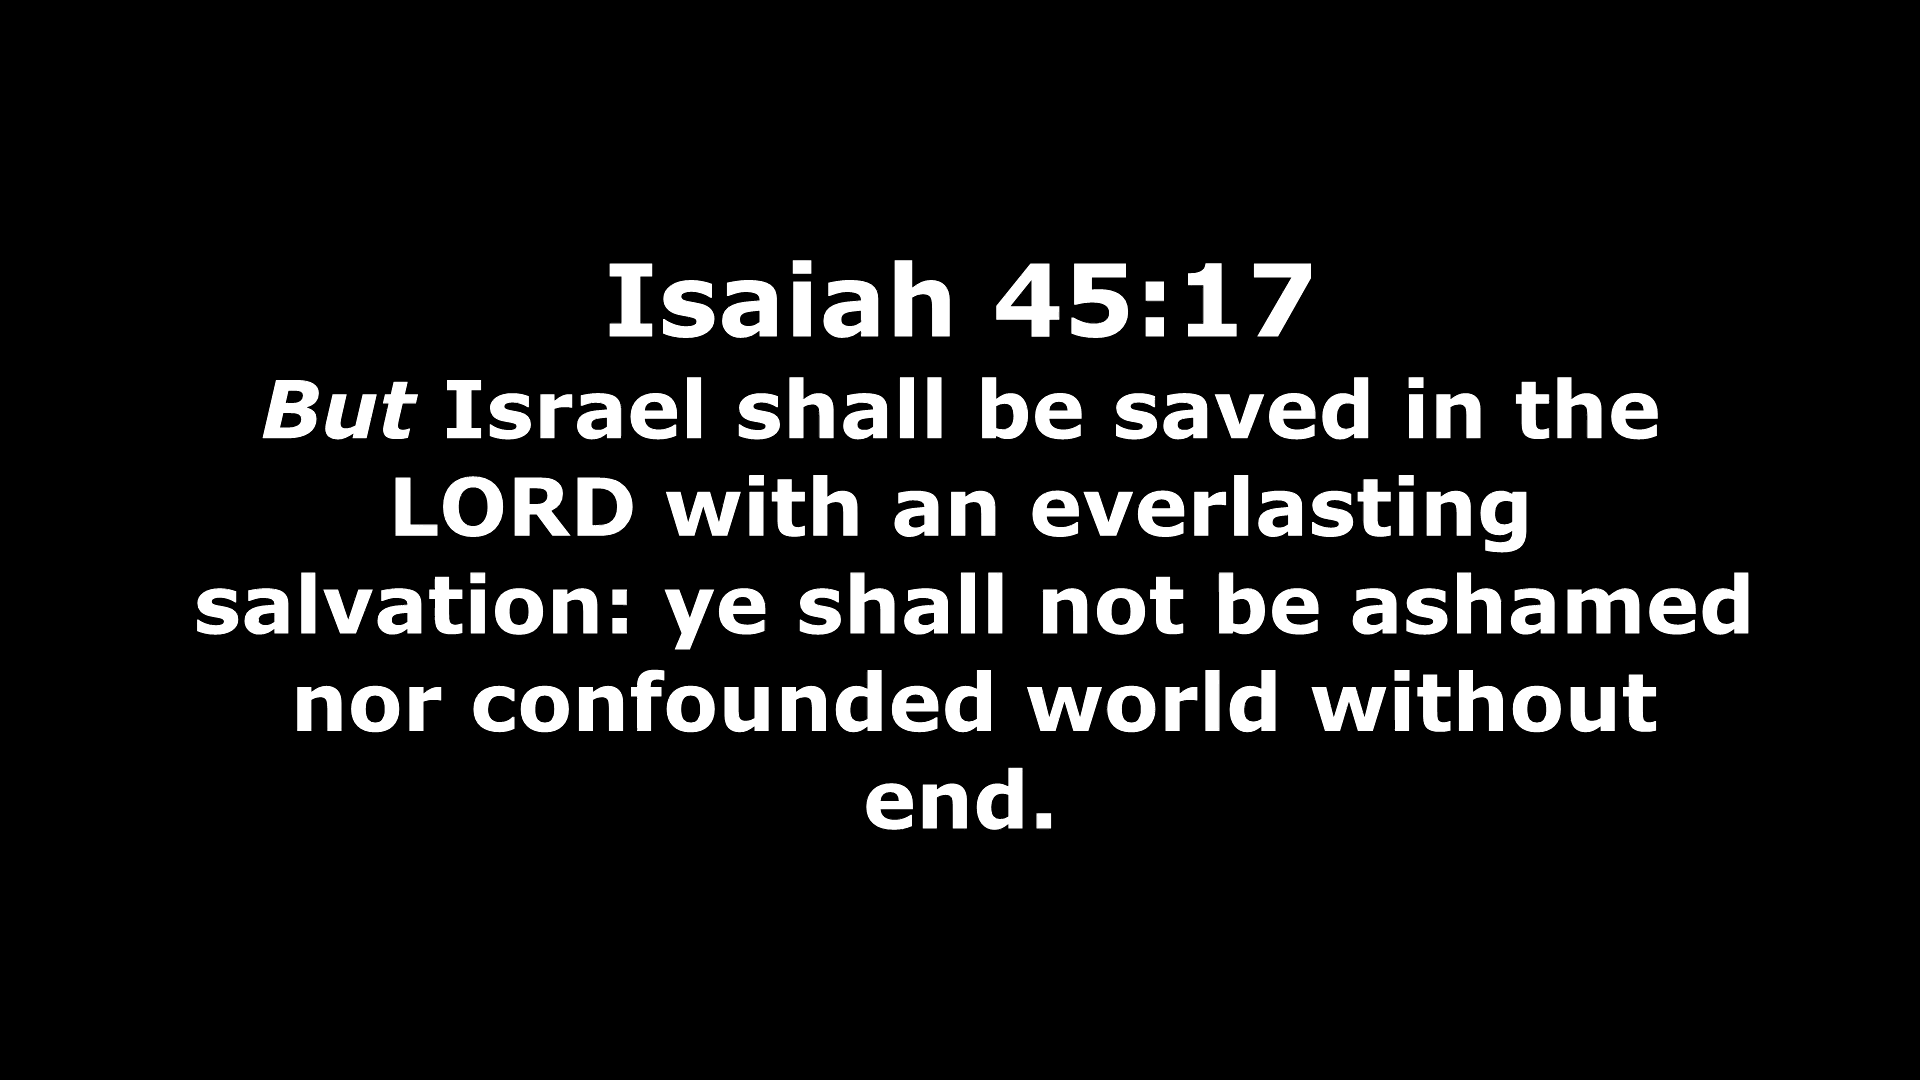 Isaiah 45:17
But Israel shall be saved in the
LORD with an everlasting
salvation: ye shall not be ashamed
nor confounded world without
end.